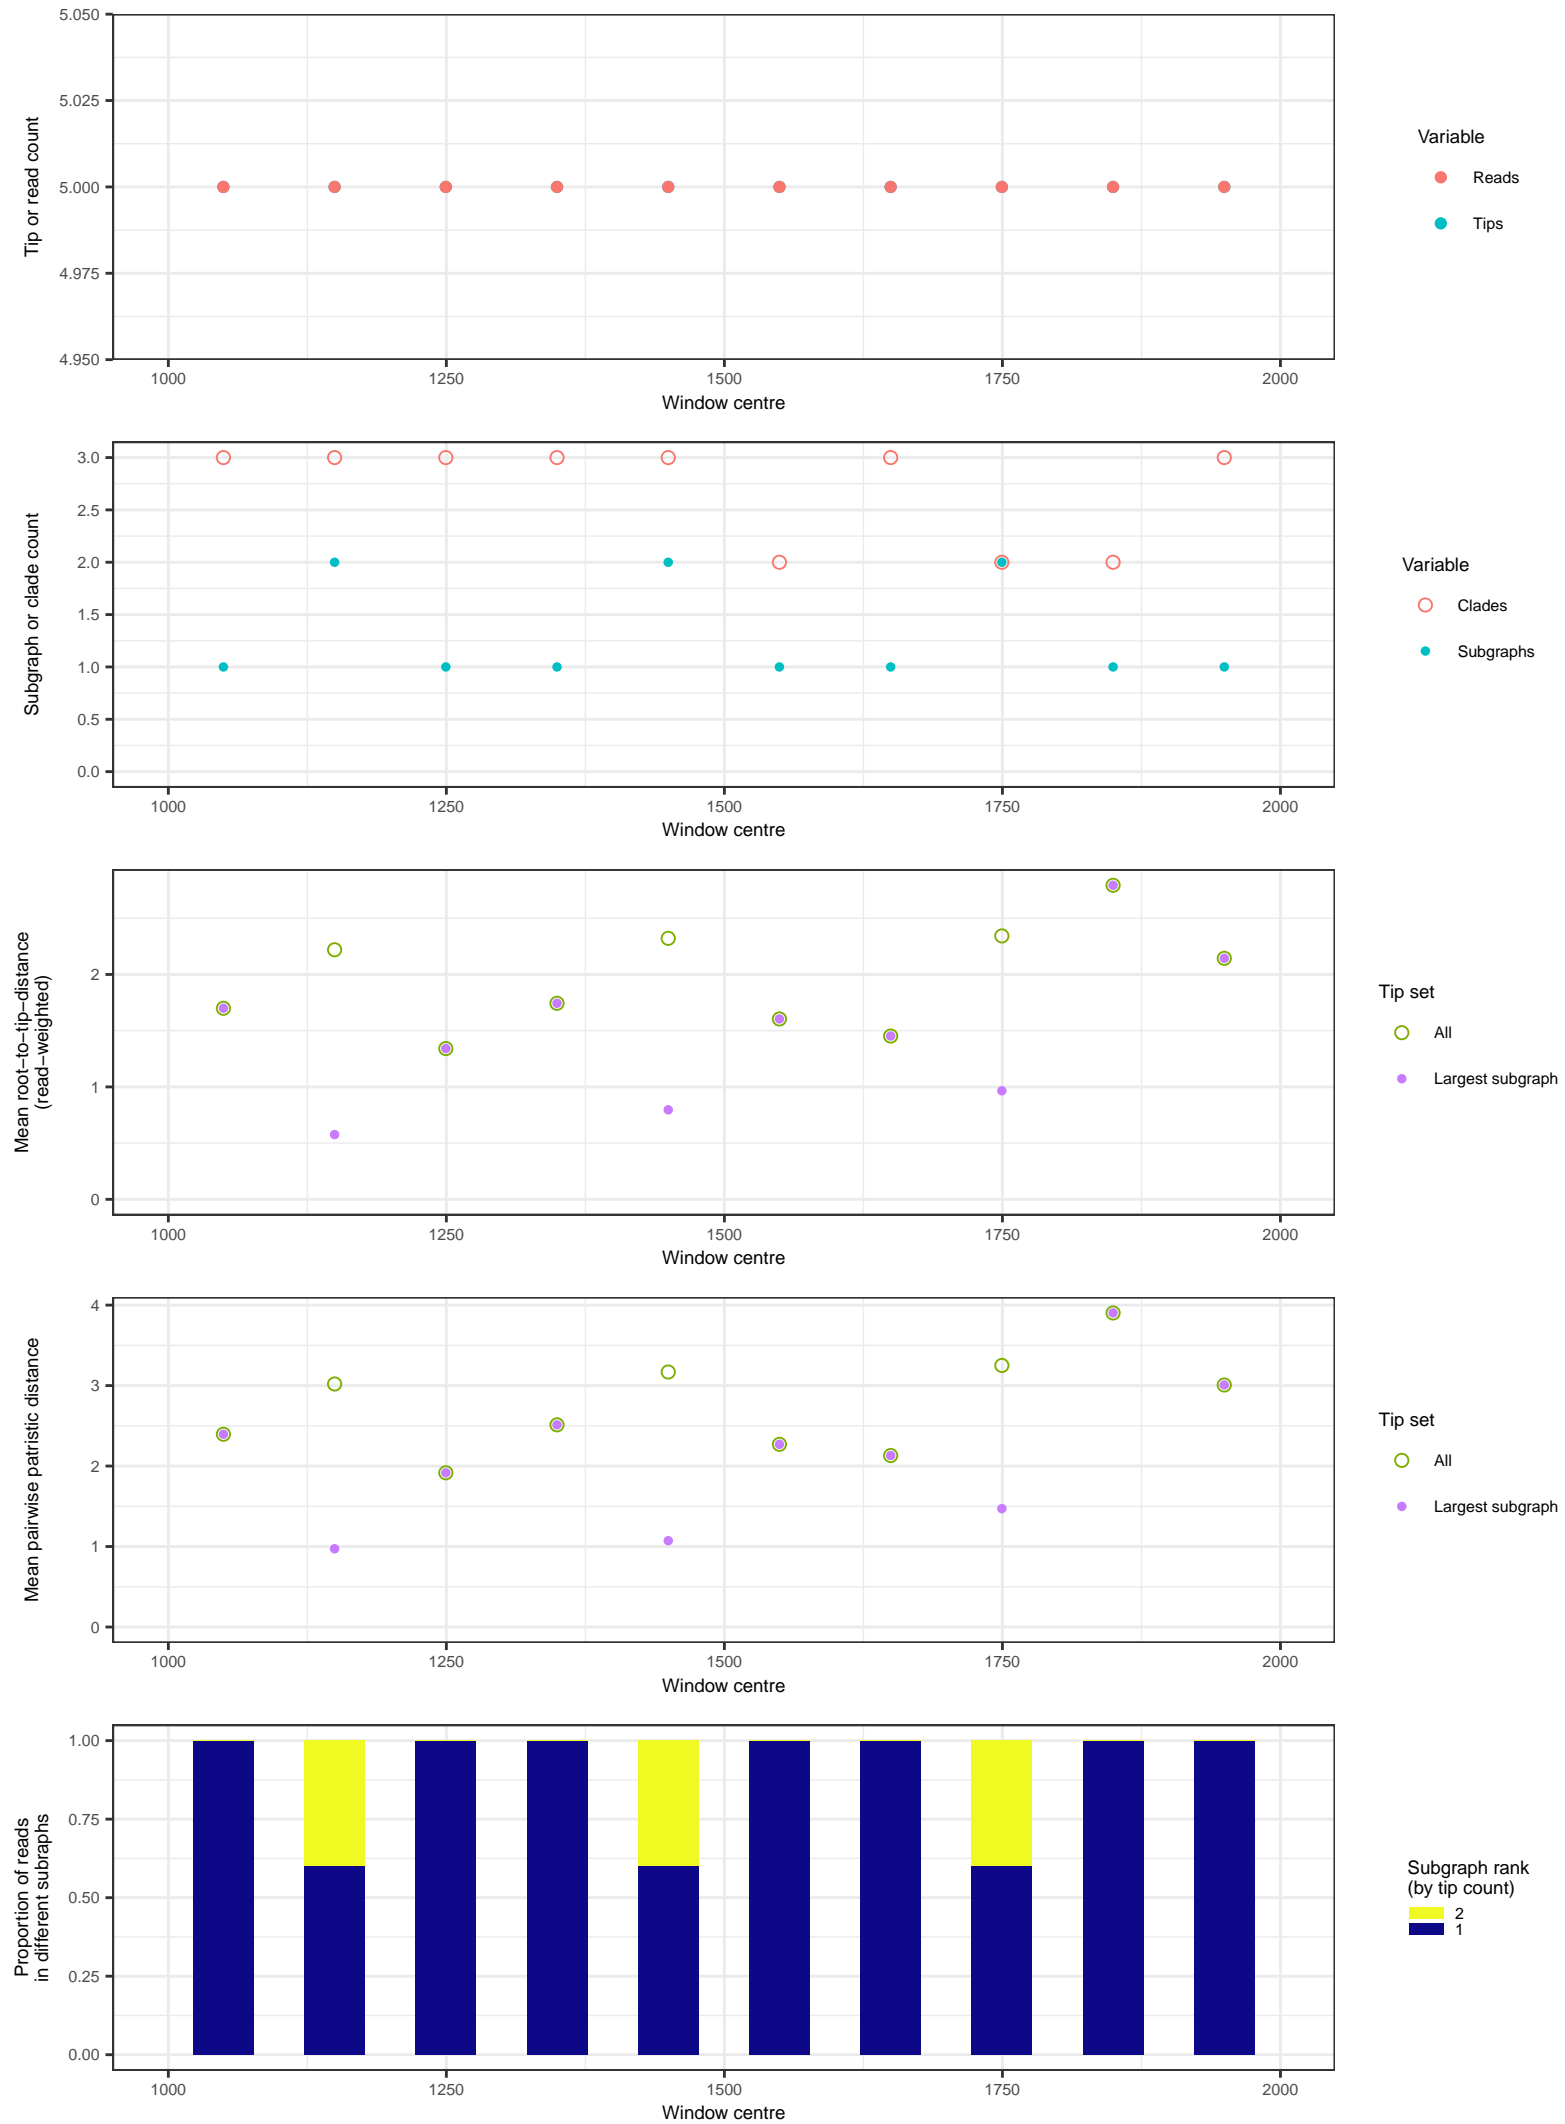 5.050
5.025
5.000
4.975
4.950
Tip or read count
1000 1250 1500 1750 2000
Window centre
Variable
Reads
Tips
3.0
2.5
2.0
1.5
1.0
0.5
0.0
Subgraph or clade count
1000 1250 1500 1750 2000
Window centre
Variable
Clades
Subgraphs
2
1
0
Mean root−to−tip−distance
(read−weighted)
1000 1250 1500 1750 2000
Window centre
Tip set
All
Largest subgraph
4
3
2
1
0
Mean pairwise patristic distance
1000 1250 1500 1750 2000
Window centre
Tip set
All
Largest subgraph
1.00
0.75
0.50
0.25
0.00
Proportion of reads
in different subraphs
1000 1250 1500 1750 2000
Window centre
Subgraph rank
(by tip count)
2
1